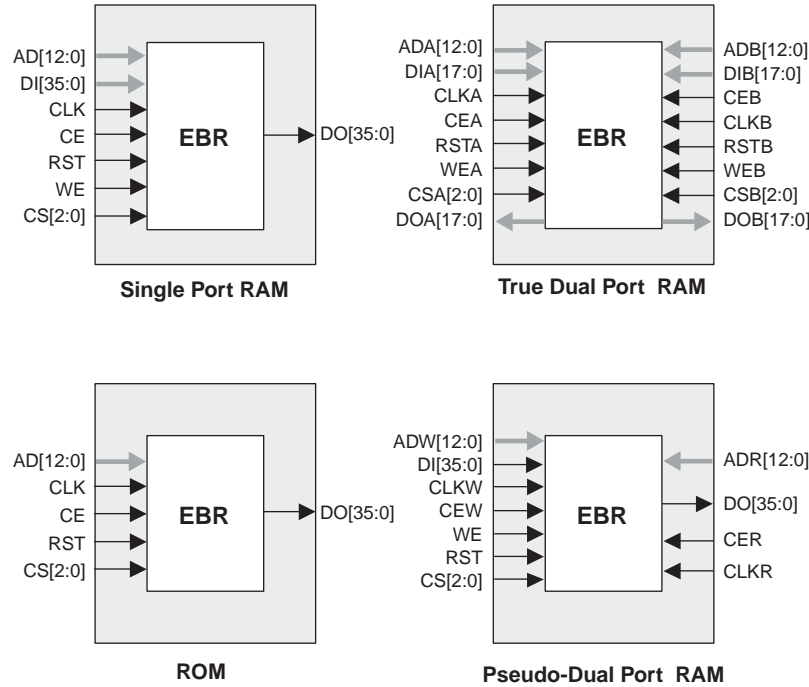 AD[12:0]
DI[35:0]
CLK
CE
RST
WE
CS[2:0]
EBR
DO[35:0]
Single Port RAM
ADA[12:0]
DIA[17:0]
CLKA
CEA
RSTA
WEA
CSA[2:0]
DOA[17:0]
EBR
ADB[12:0]
DIB[17:0]
CEB
CLKB
RSTB
WEB
CSB[2:0]
DOB[17:0]
True Dual Port RAM
AD[12:0]
CLK
CE
RST
CS[2:0]
EBR
DO[35:0]
ROM
ADW[12:0]
DI[35:0]
CLKW
CEW
WE
RST
CS[2:0]
EBR
ADR[12:0]
DO[35:0]
CER
CLKR
Pseudo-Dual Port RAM